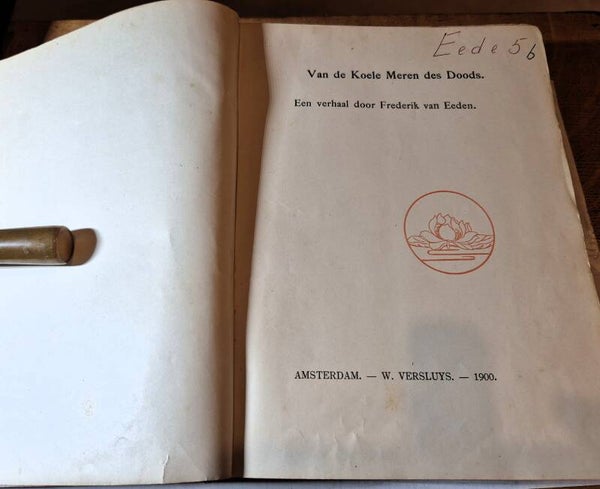 Eede 5b
Van de Koele Meren des Doods.
Een verhaal door Frederik van Eeden.
AMSTERDAM. — W. VERSLUYS. — 1900.